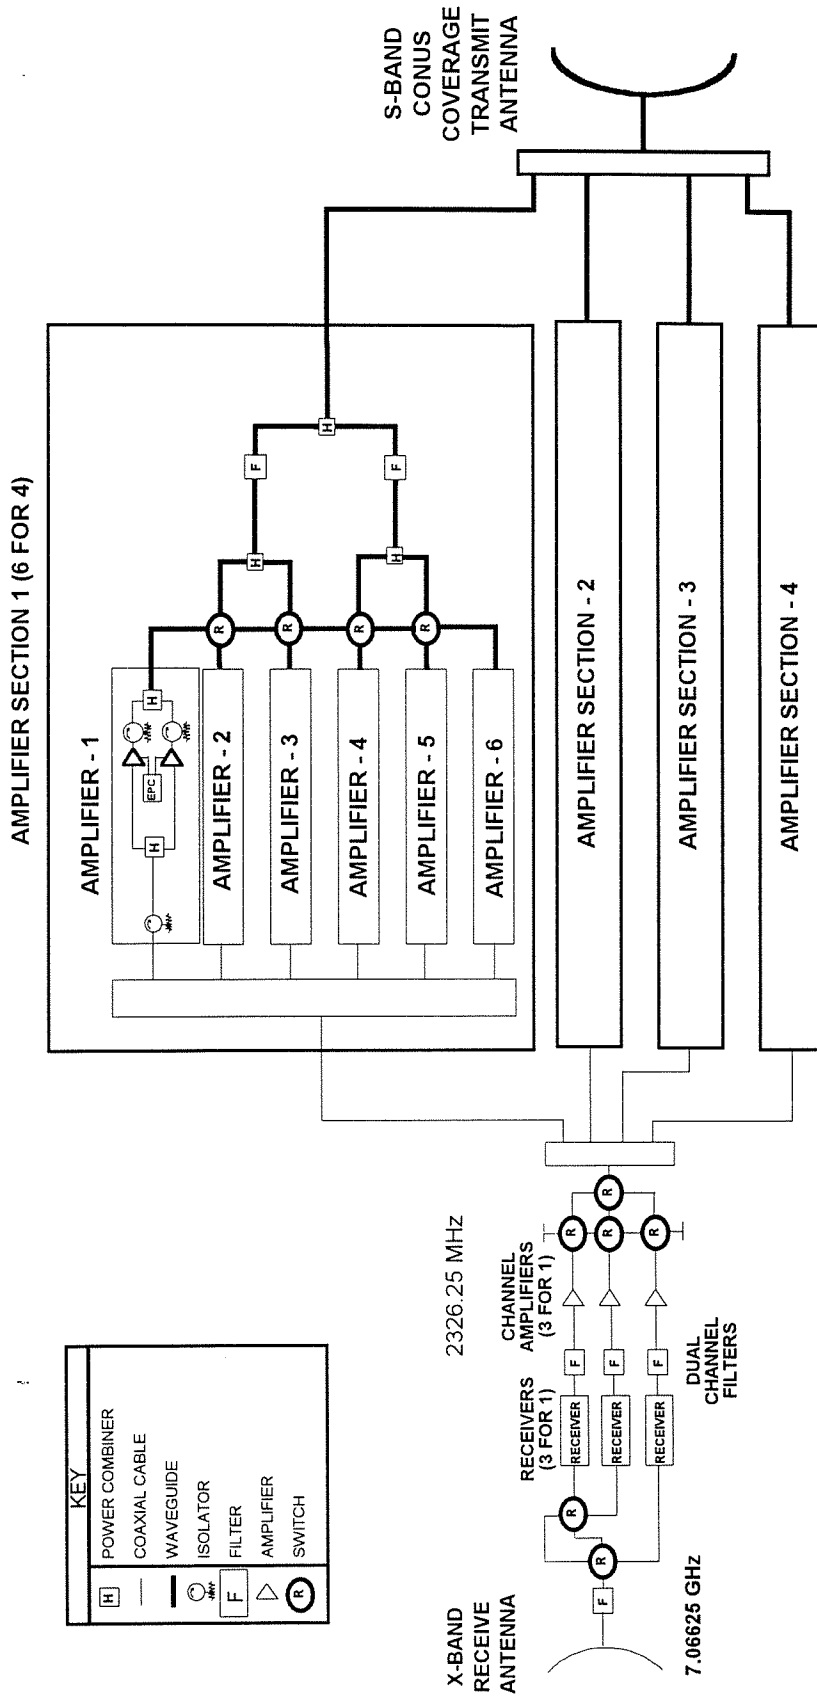 AMPLIFIER SECTION 1 (6 FOR 4)
KEY
H POWER COMBINER
COAXIAL CABLE
WAVEGUIDE
ISOLATOR
F FILTER
AMPLIFIER
R SWITCH
X-BAND
RECEIVE
ANTENNA
7.06625 GHz
F
R
R
RECEIVERS
(3 FOR 1)
RECEIVER
RECEIVER
RECEIVER
F
F
F
DUAL
CHANNEL
FILTERS
2326.25 MHz
CHANNEL
AMPLIFIERS
(3 FOR 1)
R
R
R
R
AMPLIFIER - 1
H
EPC
H
AMPLIFIER - 2
AMPLIFIER - 3
AMPLIFIER - 4
AMPLIFIER - 5
AMPLIFIER - 6
R
R
R
R
H
H
F
F
H
AMPLIFIER SECTION - 2
AMPLIFIER SECTION - 3
AMPLIFIER SECTION - 4
S-BAND
CONUS
COVERAGE
TRANSMIT
ANTENNA